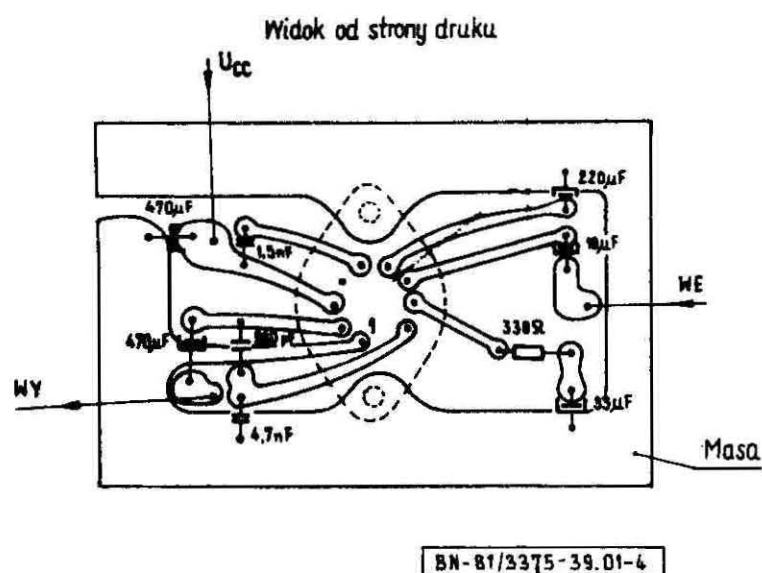 Widok od strony druku
Ucc
470µF
220µF
1,5nF
10µF
WE
1
330Ω
470µF
WY
33µF
4,7nF
Masa
BN-81/3375-39.01-4